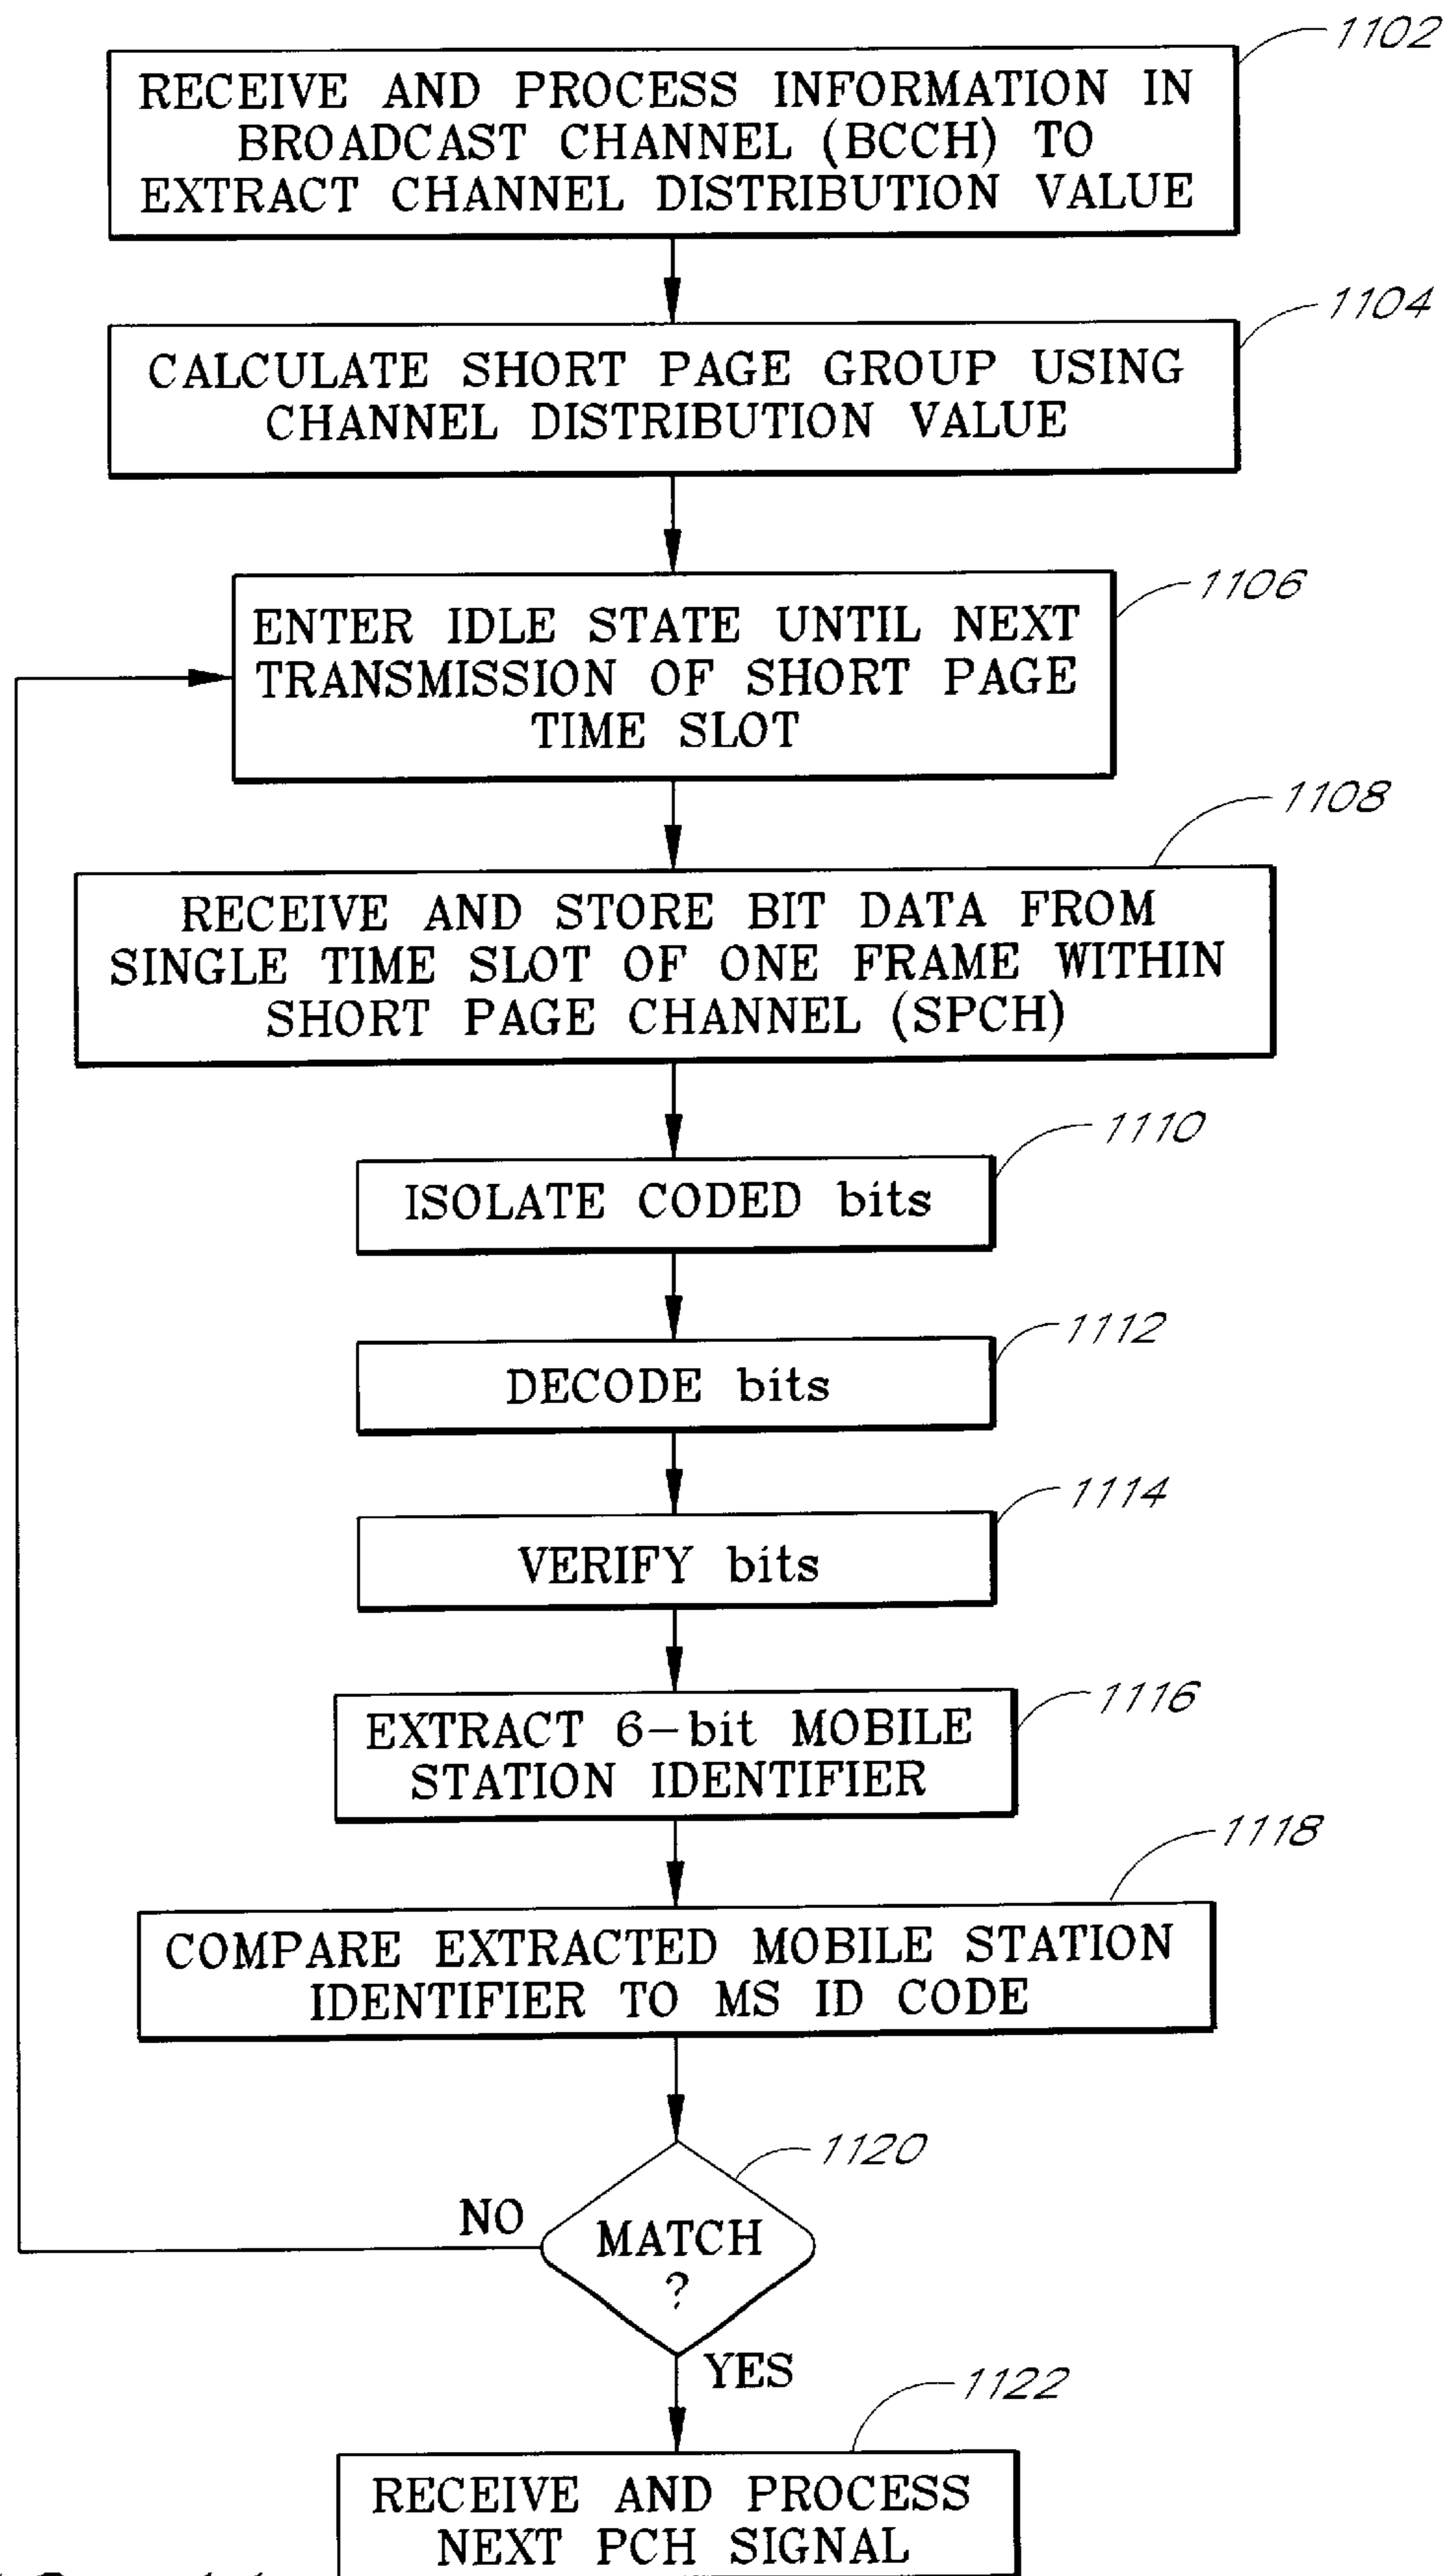 1102
RECEIVE AND PROCESS INFORMATION IN
BROADCAST CHANNEL (BCCH) TO
EXTRACT CHANNEL DISTRIBUTION VALUE
1104
CALCULATE SHORT PAGE GROUP USING
CHANNEL DISTRIBUTION VALUE
1106
ENTER IDLE STATE UNTIL NEXT
TRANSMISSION OF SHORT PAGE
TIME SLOT
1108
RECEIVE AND STORE BIT DATA FROM
SINGLE TIME SLOT OF ONE FRAME WITHIN
SHORT PAGE CHANNEL (SPCH)
1110
ISOLATE CODED bits
1112
DECODE bits
1114
VERIFY bits
1116
EXTRACT 6-bit MOBILE
STATION IDENTIFIER
1118
COMPARE EXTRACTED MOBILE STATION
IDENTIFIER TO MS ID CODE
1120
NO
MATCH
?
YES
1122
RECEIVE AND PROCESS
NEXT PCH SIGNAL